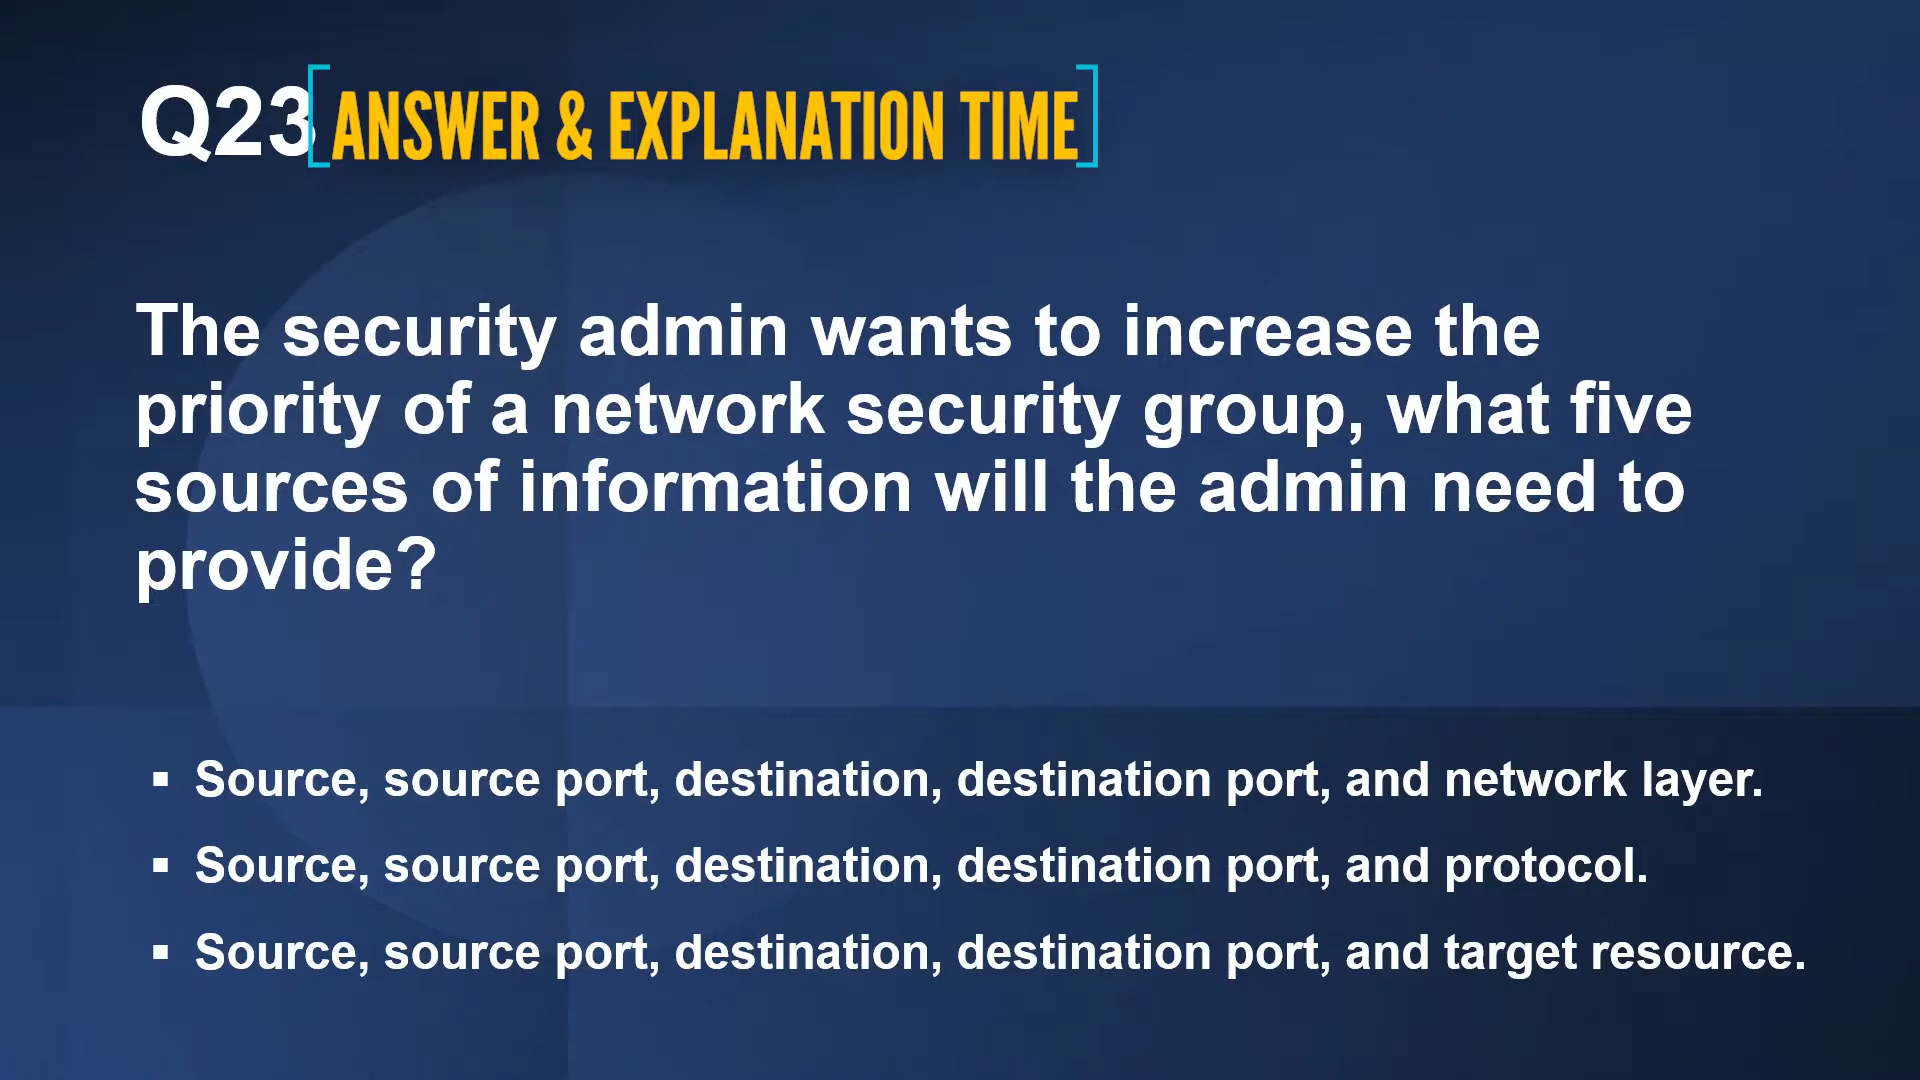 Q23 ANSWER & EXPLANATION TIME
The security admin wants to increase the
priority of a network security group, what five
sources of information will the admin need to
provide?
▪ Source, source port, destination, destination port, and network layer.
▪ Source, source port, destination, destination port, and protocol.
▪ Source, source port, destination, destination port, and target resource.